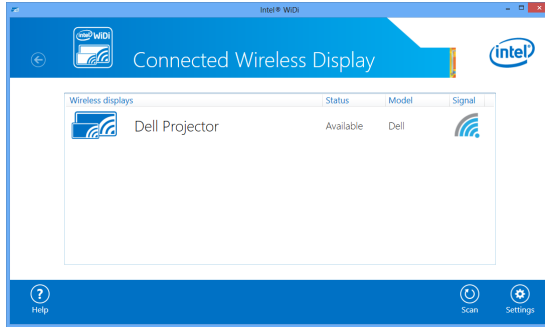 Intel® WiDi
intel WiDi
Connected Wireless Display
intel
Wireless displays Status Model Signal
Dell Projector Available Dell
?
Help Scan Settings